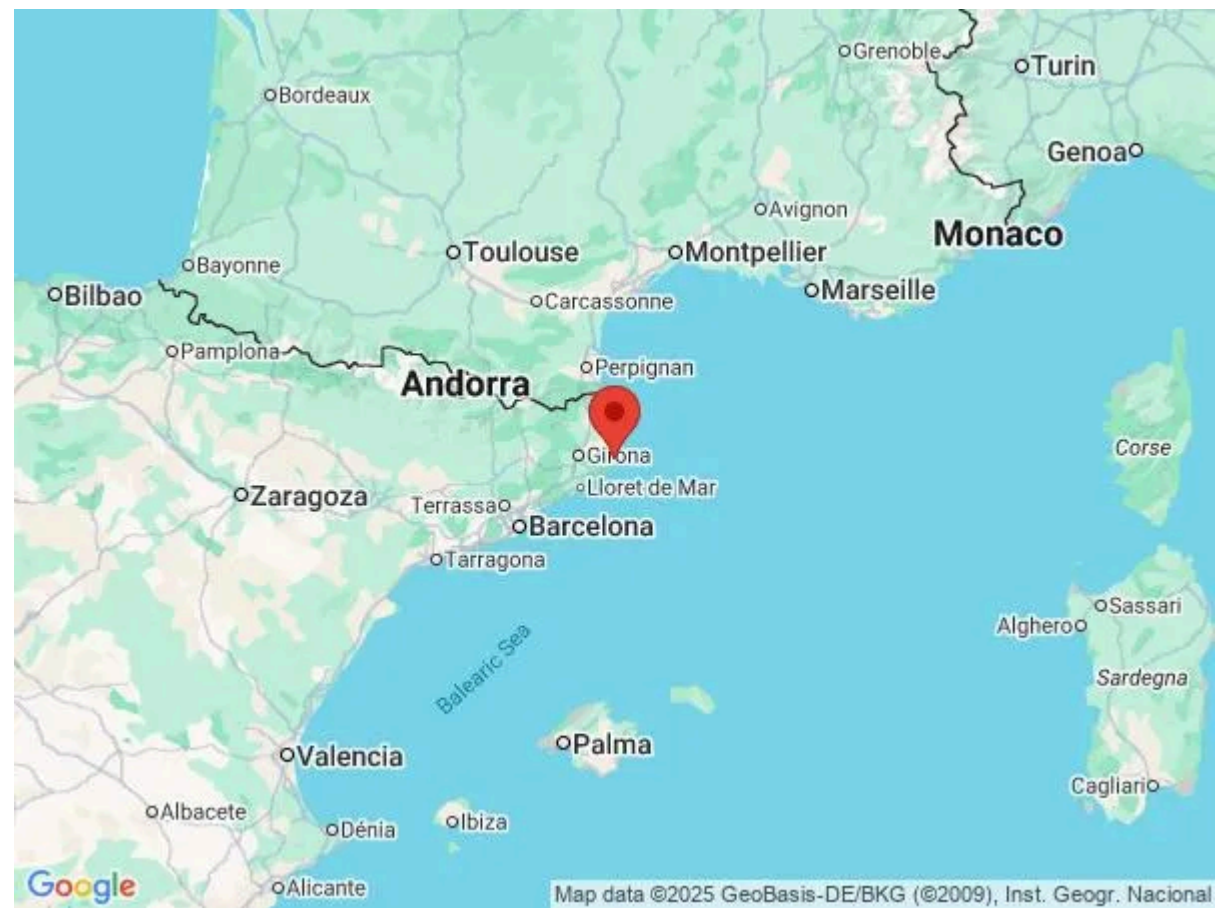 Grenoble
Turin
Bordeaux
Genoa
Avignon
Monaco
Toulouse
Montpellier
Bayonne
Marseille
Bilbao
Carcassonne
Pamplona
Perpignan
Andorra
Corse
Girona
Lloret de Mar
Zaragoza
Terrassa
Barcelona
Tarragona
Sassari
Alghero
Balearic Sea
Sardegna
Palma
Valencia
Cagliari
Albacete
Ibiza
Dénia
Google
Alicante
Map data ©2025 GeoBasis-DE/BKG (©2009), Inst. Geogr. Nacional